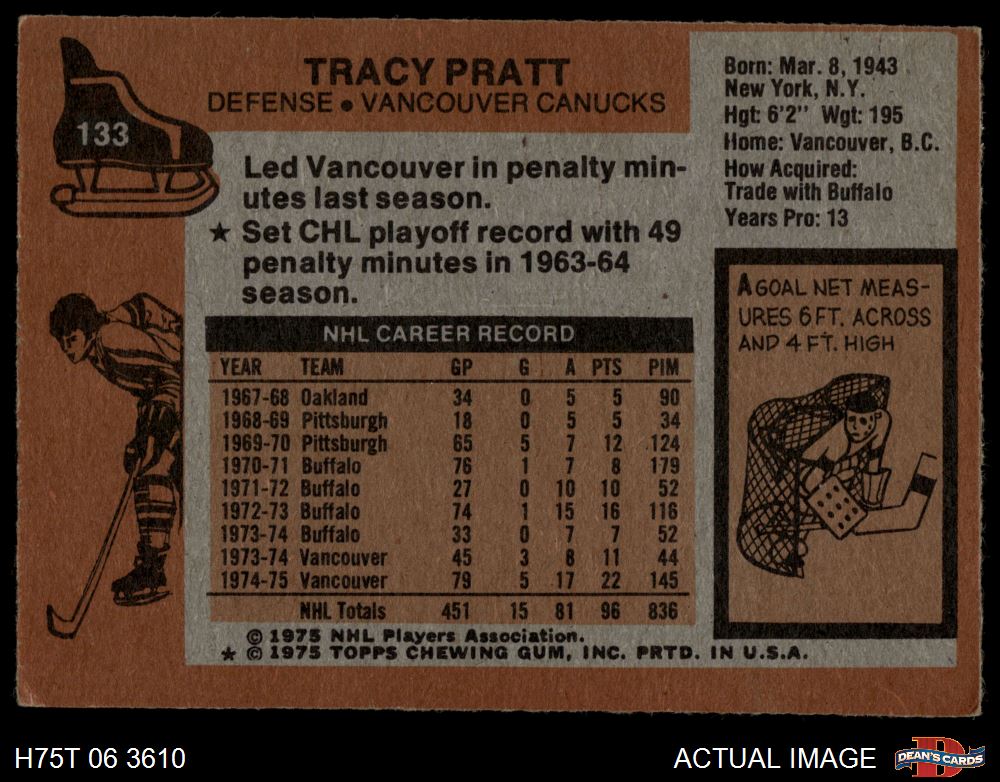 133
TRACY PRATT
DEFENSE • VANCOUVER CANUCKS
Led Vancouver in penalty min-
utes last season.
★ Set CHL playoff record with 49
penalty minutes in 1963-64
season.
Born: Mar. 8, 1943
New York, N.Y.
Hgt: 6'2" Wgt: 195
Home: Vancouver, B.C.
How Acquired:
Trade with Buffalo
Years Pro: 13
NHL CAREER RECORD
YEAR TEAM GP G A PTS PIM
1967-68 Oakland 34 0 5 5 90
1968-69 Pittsburgh 18 0 5 5 34
1969-70 Pittsburgh 65 5 7 12 124
1970-71 Buffalo 76 1 7 8 179
1971-72 Buffalo 27 0 10 10 52
1972-73 Buffalo 74 1 15 16 116
1973-74 Buffalo 33 0 7 7 52
1973-74 Vancouver 45 3 8 11 44
1974-75 Vancouver 79 5 17 22 145
NHL Totals 451 15 81 96 836
A GOAL NET MEAS-
URES 6 FT. ACROSS
AND 4 FT. HIGH
© 1975 NHL Players Association.
★ © 1975 TOPPS CHEWING GUM, INC. PRTD. IN U.S.A.
H75T 06 3610
ACTUAL IMAGE
D
DEAN'S CARDS